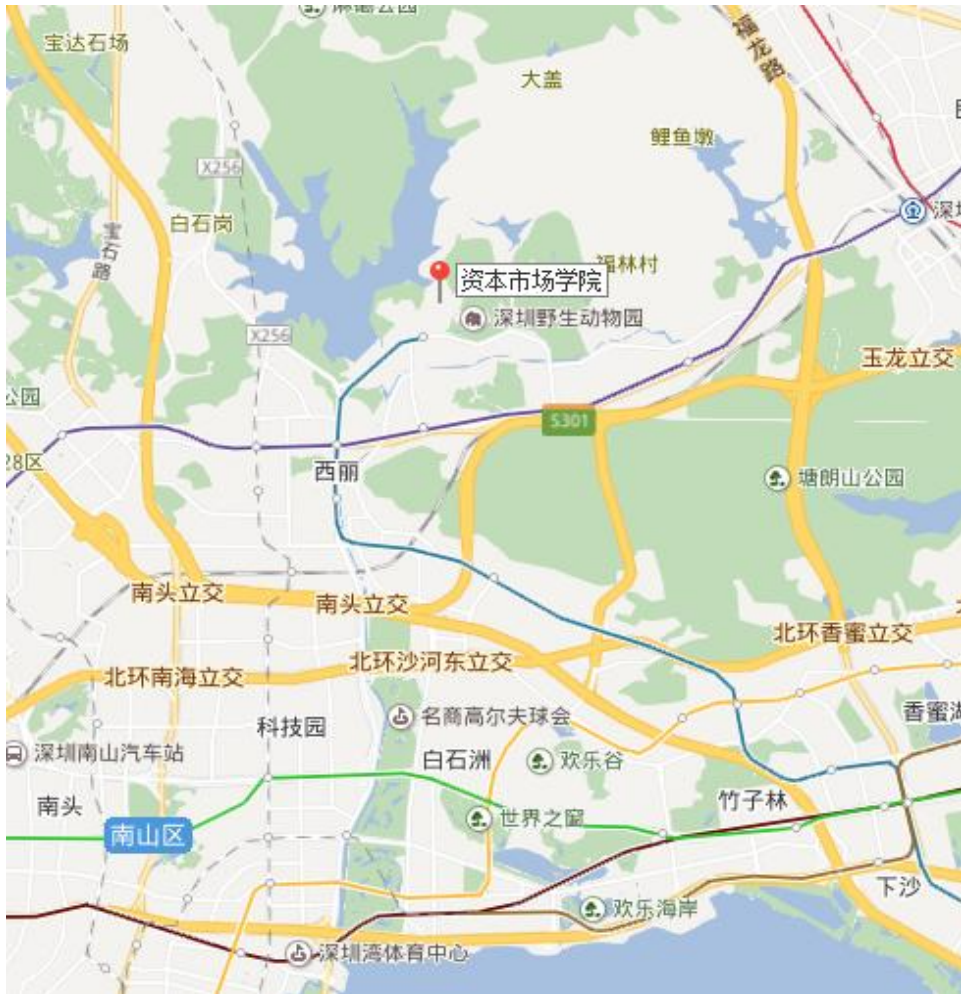 宝达石场
大盖
福龙路
鲤鱼墩
X256
白石岗
宝石路
福林村
资本市场学院
深圳野生动物园
X256
玉龙立交
公园
S301
28区
西丽
塘朗山公园
南头立交
南头立交
北环香蜜立交
北环沙河东立交
北环南海立交
名商高尔夫球会
香蜜湖
科技园
深圳南山汽车站
白石洲
欢乐谷
南头
竹子林
世界之窗
南山区
下沙
欢乐海岸
深圳湾体育中心